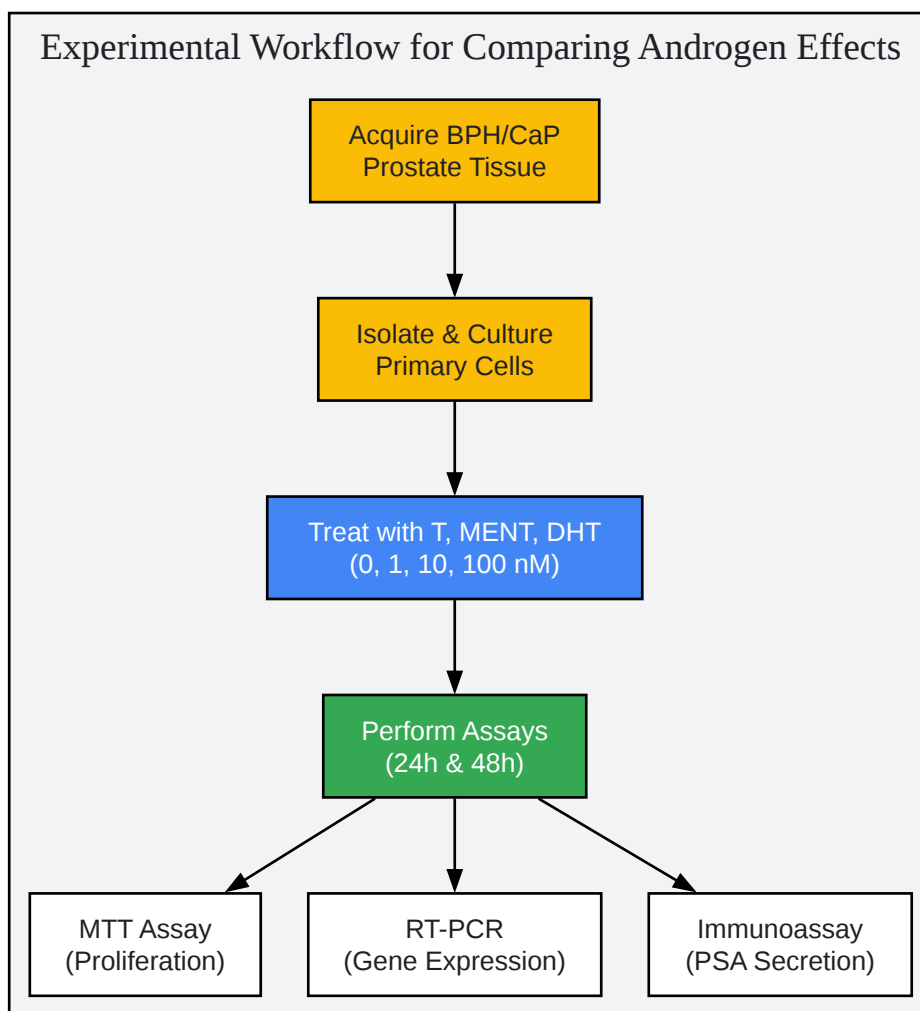 Experimental Workflow for Comparing Androgen Effects
Acquire BPH/CaP
Prostate Tissue
Isolate & Culture
Primary Cells
Treat with T, MENT, DHT
(0, 1, 10, 100 nM)
Perform Assays
(24h & 48h)
MTT Assay
(Proliferation)
RT-PCR
(Gene Expression)
Immunoassay
(PSA Secretion)